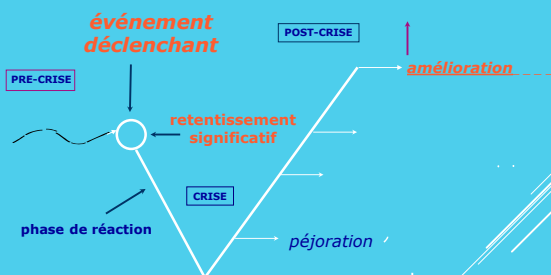 événement
déclenchant
POST-CRISE
amélioration
PRE-CRISE
retentissement
significatif
CRISE
phase de réaction
péjoration